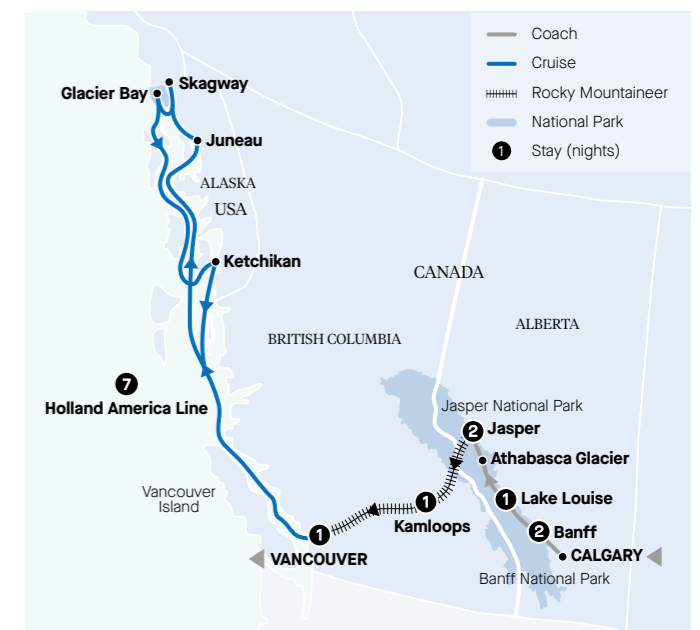 Coach
Cruise
Rocky Mountaineer
National Park
1 Stay (nights)
Skagway
Glacier Bay
Juneau
ALASKA
USA
Ketchikan
CANADA
ALBERTA
BRITISH COLUMBIA
7
Holland America Line
Jasper National Park
2 Jasper
Athabasca Glacier
1 Lake Louise
1
Kamloops
2 Banff
CALGARY
Banff National Park
Vancouver
Island
1
VANCOUVER